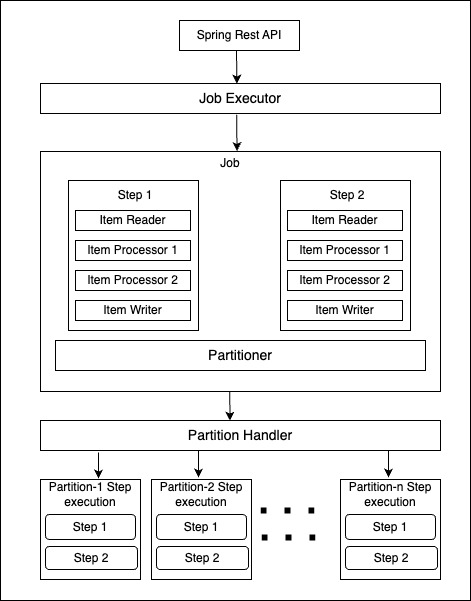 Spring Rest API
Job Executor
Job
Step 1
Item Reader
Item Processor 1
Item Processor 2
Item Writer
Step 2
Item Reader
Item Processor 1
Item Processor 2
Item Writer
Partitioner
Partition Handler
Partition-1 Step
execution
Step 1
Step 2
Partition-2 Step
execution
Step 1
Step 2
Partition-n Step
execution
Step 1
Step 2